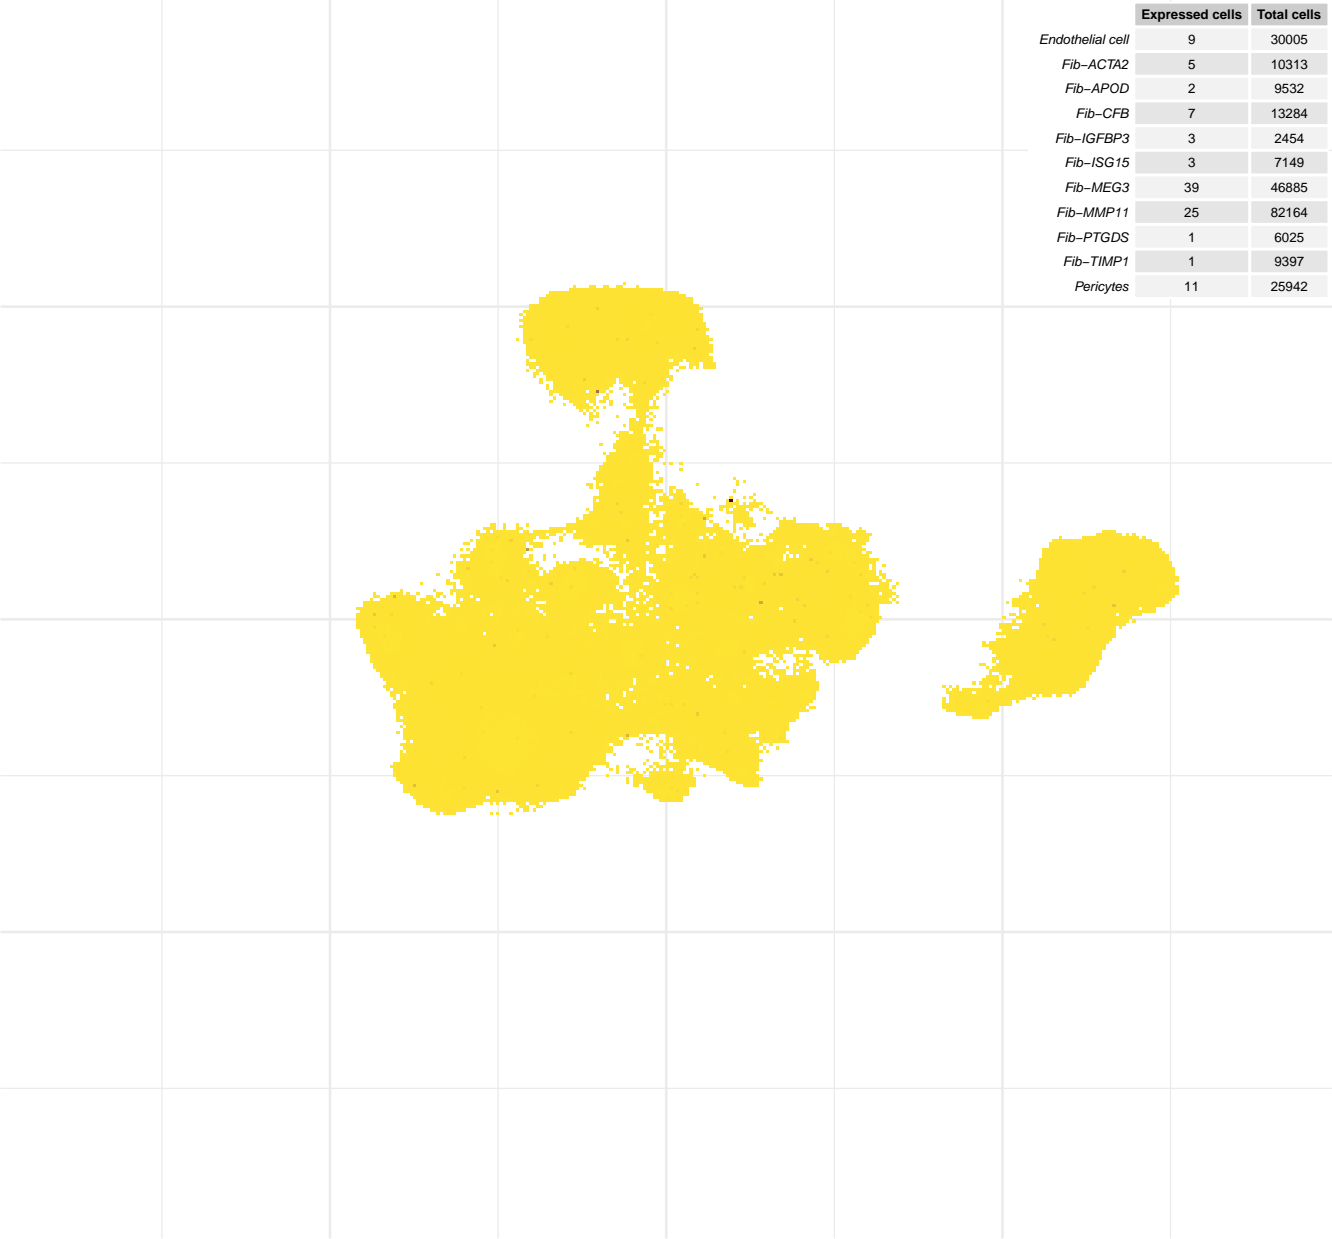 Expressed cells Total cells
Endothelial cell 9 30005
Fib−ACTA2 5 10313
Fib−APOD 2 9532
Fib−CFB 7 13284
Fib−IGFBP3 3 2454
Fib−ISG15 3 7149
Fib−MEG3 39 46885
Fib−MMP11 25 82164
Fib−PTGDS 1 6025
Fib−TIMP1 1 9397
Pericytes 11 25942